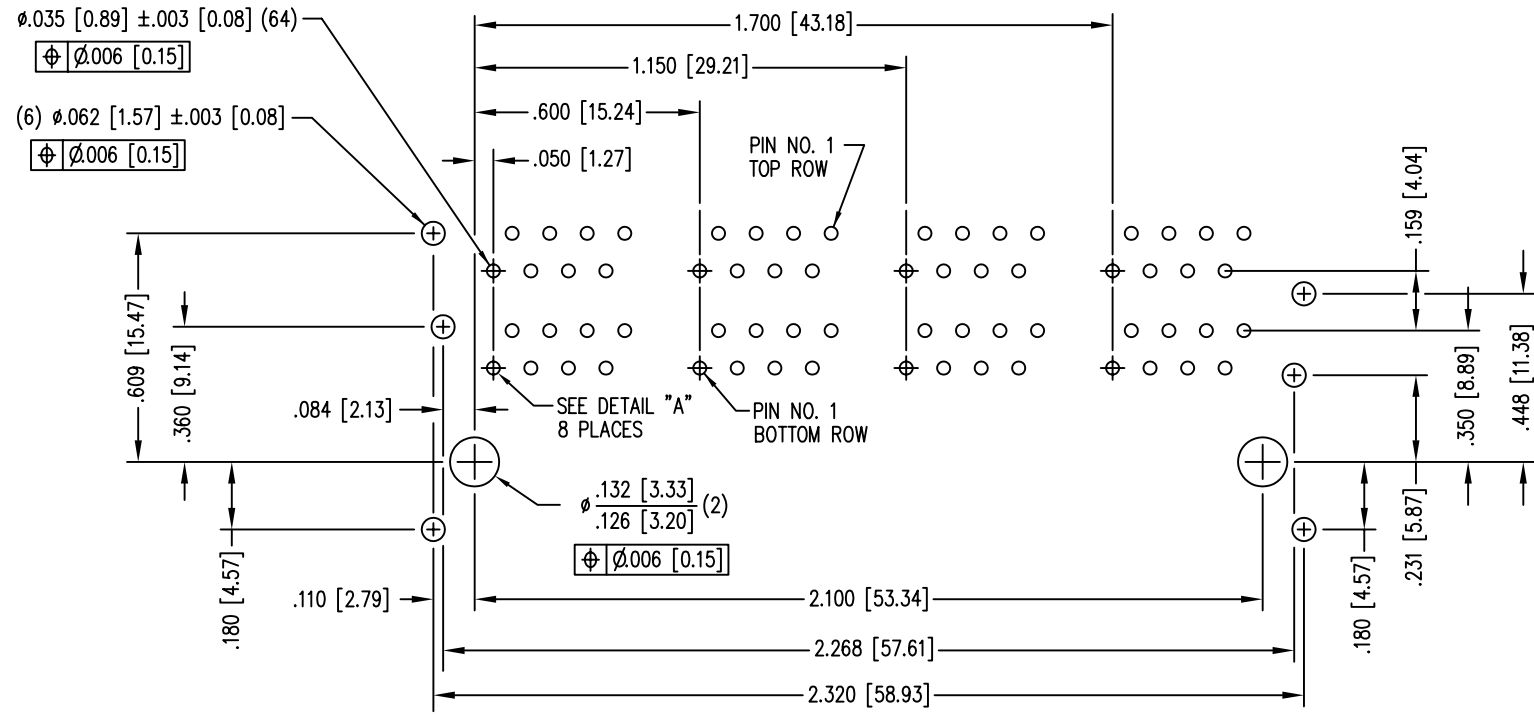 ø.035 [0.89] ±.003 [0.08] (64)
⌖ Ø.006 [0.15]
(6) ø.062 [1.57] ±.003 [0.08]
⌖ Ø.006 [0.15]
1.700 [43.18]
1.150 [29.21]
.600 [15.24]
.050 [1.27]
PIN NO. 1
TOP ROW
.159 [4.04]
.609 [15.47]
.360 [9.14]
.084 [2.13]
SEE DETAIL "A"
8 PLACES
PIN NO. 1
BOTTOM ROW
.350 [8.89]
.448 [11.38]
ø .132 [3.33]
.126 [3.20] (2)
⌖ Ø.006 [0.15]
.180 [4.57]
.110 [2.79]
2.100 [53.34]
.231 [5.87]
.180 [4.57]
2.268 [57.61]
2.320 [58.93]